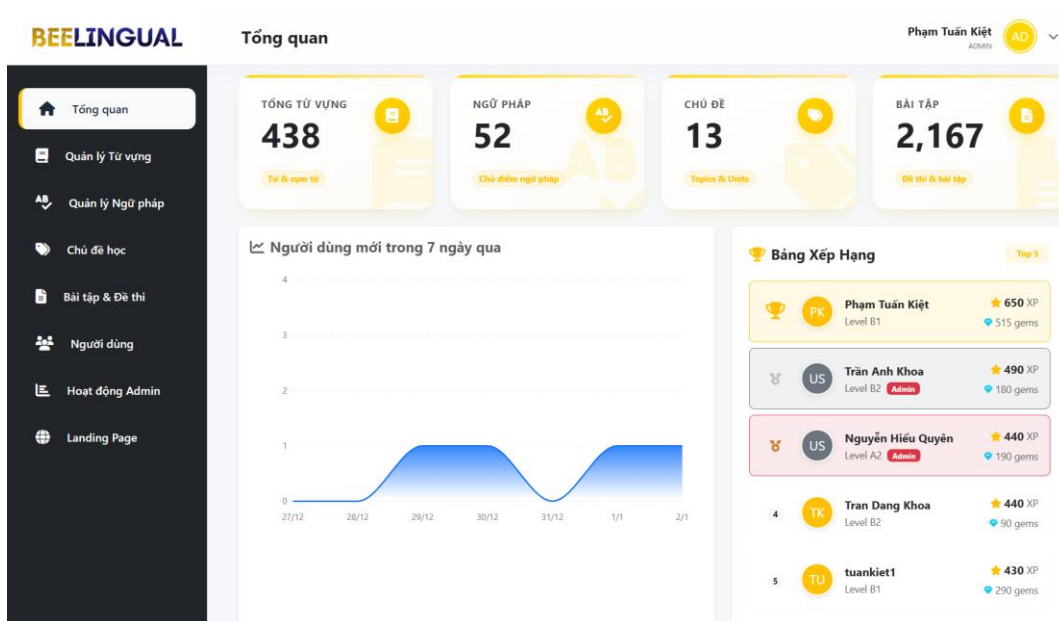 BEELINGUAL
Tổng quan
Phạm Tuấn Kiệt
ADMIN
AD
Tổng quan
Quản lý Từ vựng
Quản lý Ngữ pháp
Chủ đề học
Bài tập & Đề thi
Người dùng
Hoạt động Admin
Landing Page
TỔNG TỪ VỰNG
438
Từ & cụm từ
NGỮ PHÁP
52
Chủ điểm ngữ pháp
CHỦ ĐỀ
13
Topics & Units
BÀI TẬP
2,167
Đề thi & bài tập
Người dùng mới trong 7 ngày qua
4
3
2
1
0
27/12 28/12 29/12 30/12 31/12 1/1 2/1
Bảng Xếp Hạng
Top 5
PK
Phạm Tuấn Kiệt
650 XP
Level B1
515 gems
US
Trần Anh Khoa
490 XP
Level B2 Admin
180 gems
US
Nguyễn Hiếu Quyên
440 XP
Level A2 Admin
190 gems
4
TK
Tran Dang Khoa
440 XP
Level B2
90 gems
5
TU
tuankiet1
430 XP
Level B1
290 gems